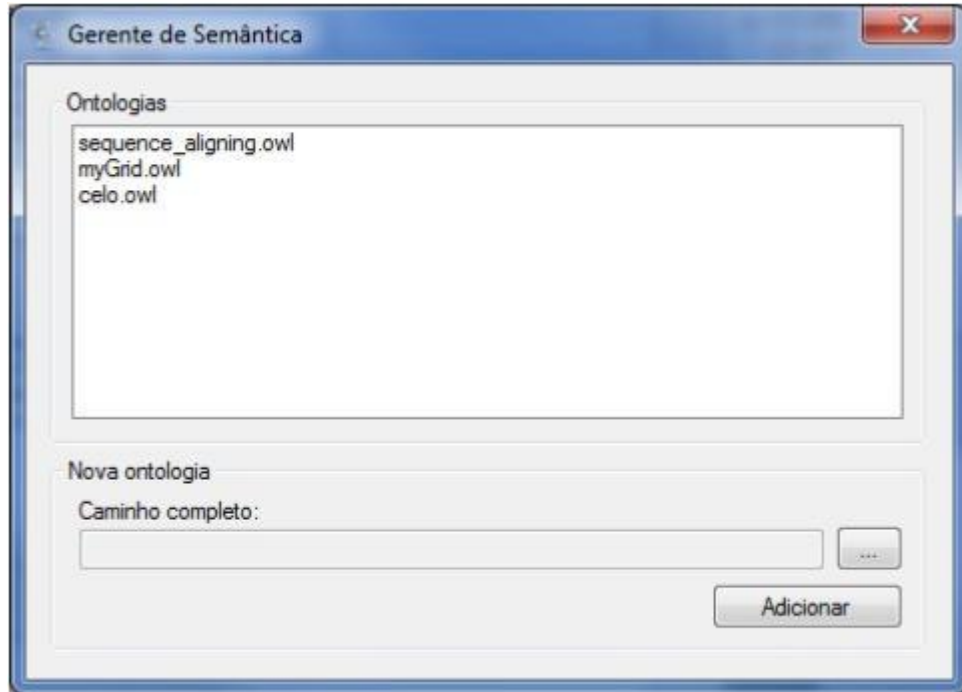 Gerente de Semântica
Ontologias
sequence_aligning.owl
myGrid.owl
celo.owl
Nova ontologia
Caminho completo:
...
Adicionar